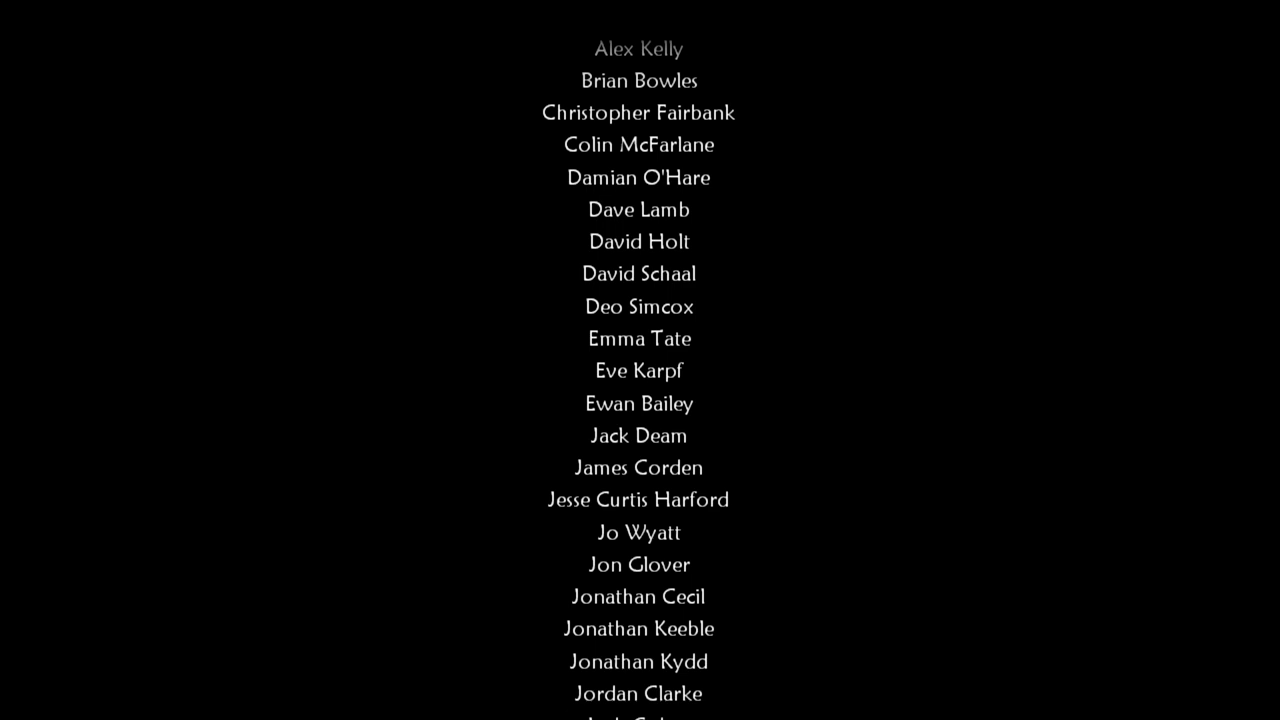 Alex Kelly
Brian Bowles
Christopher Fairbank
Colin McFarlane
Damian O'Hare
Dave Lamb
David Holt
David Schaal
Deo Simcox
Emma Tate
Eve Karpf
Ewan Bailey
Jack Deam
James Corden
Jesse Curtis Harford
Jo Wyatt
Jon Glover
Jonathan Cecil
Jonathan Keeble
Jonathan Kydd
Jordan Clarke